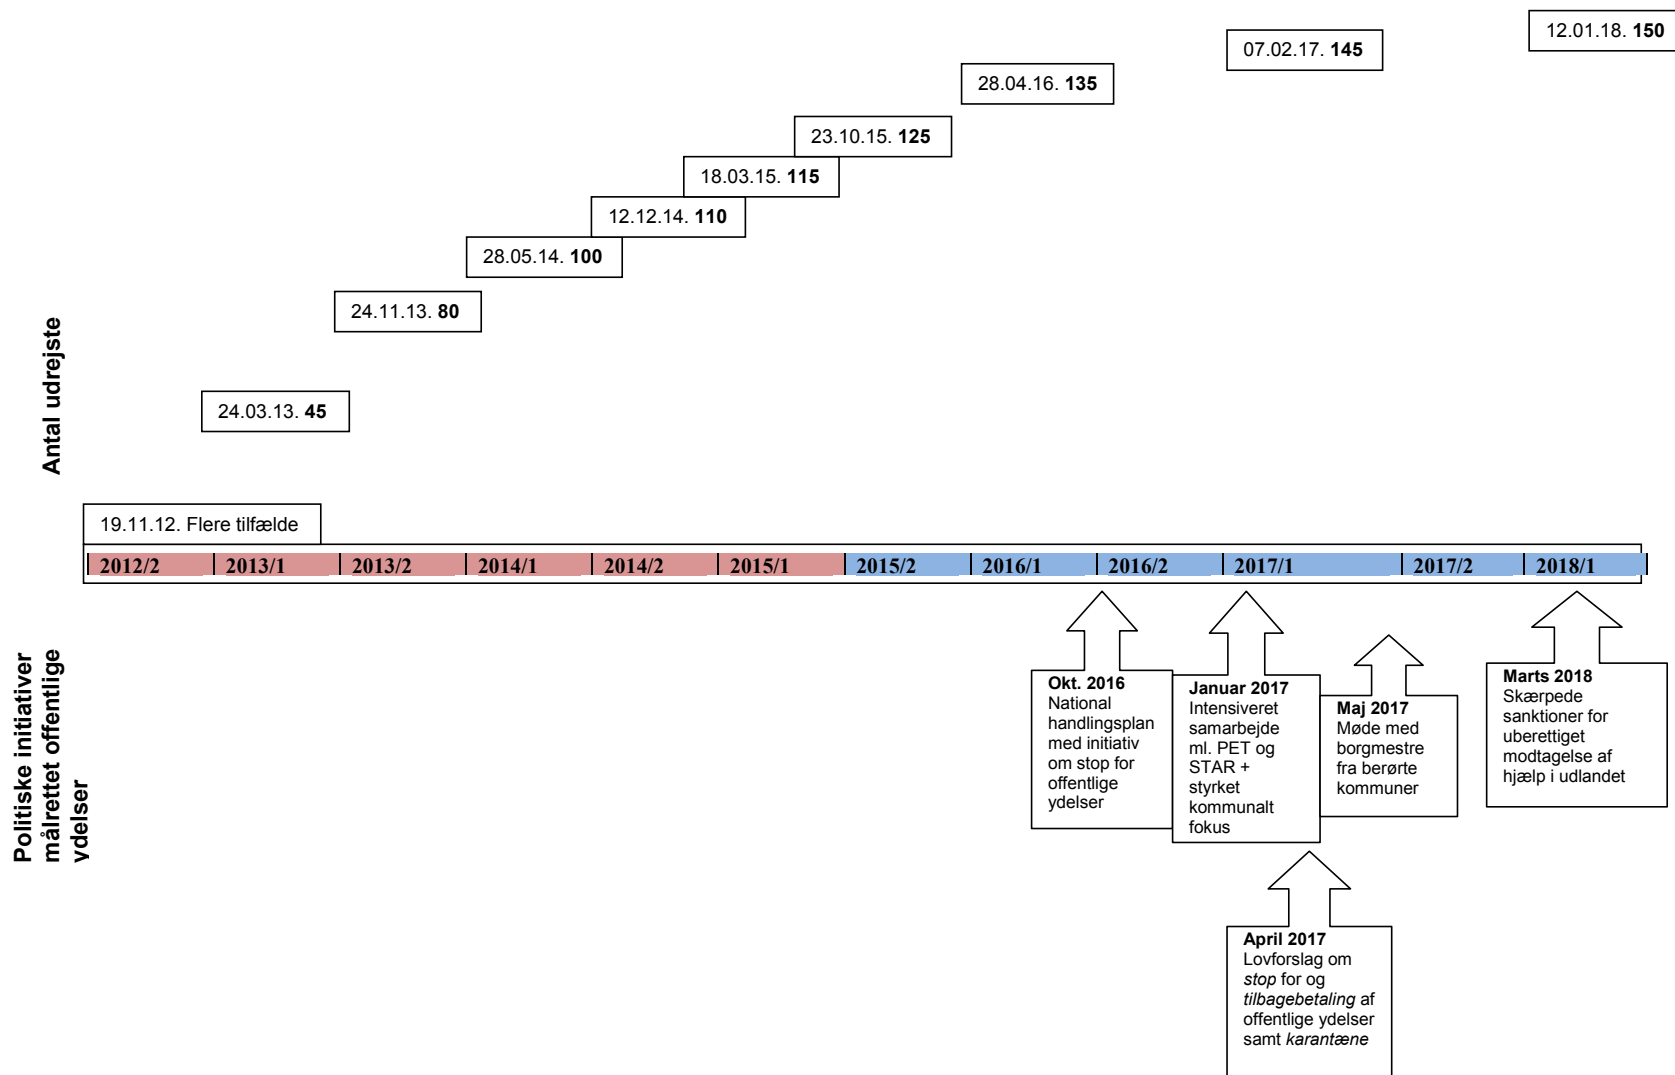 12.01.18. 150
07.02.17. 145
28.04.16. 135
23.10.15. 125
18.03.15. 115
12.12.14. 110
28.05.14. 100
24.11.13. 80
24.03.13. 45
Antal udrejste
19.11.12. Flere tilfælde
2012/2 2013/1 2013/2 2014/1 2014/2 2015/1 2015/2 2016/1 2016/2 2017/1 2017/2 2018/1
Politiske initiativer
målrettet offentlige
ydelser
Okt. 2016
National
handlingsplan
med initiativ
om stop for
offentlige
ydelser
Januar 2017
Intensiveret
samarbejde
ml. PET og
STAR +
styrket
kommunalt
fokus
Maj 2017
Møde med
borgmestre
fra berørte
kommuner
Marts 2018
Skærpede
sanktioner for
uberettiget
modtagelse af
hjælp i udlandet
April 2017
Lovforslag om
stop for og
tilbagebetaling af
offentlige ydelser
samt karantæne